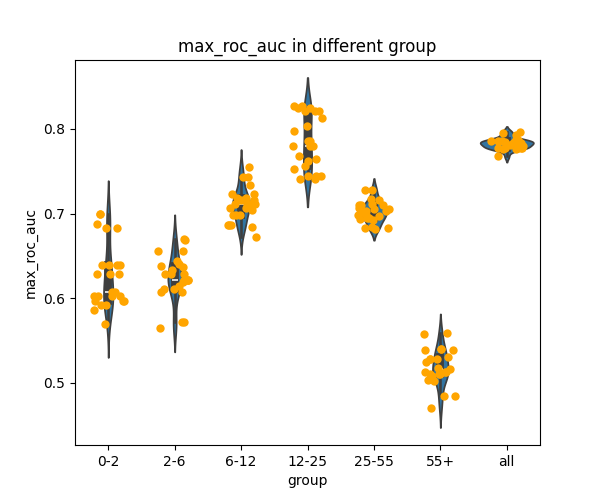 max_roc_auc in different group
max_roc_auc
0.8
0.7
0.6
0.5
0-2 2-6 6-12 12-25 25-55 55+ all
group